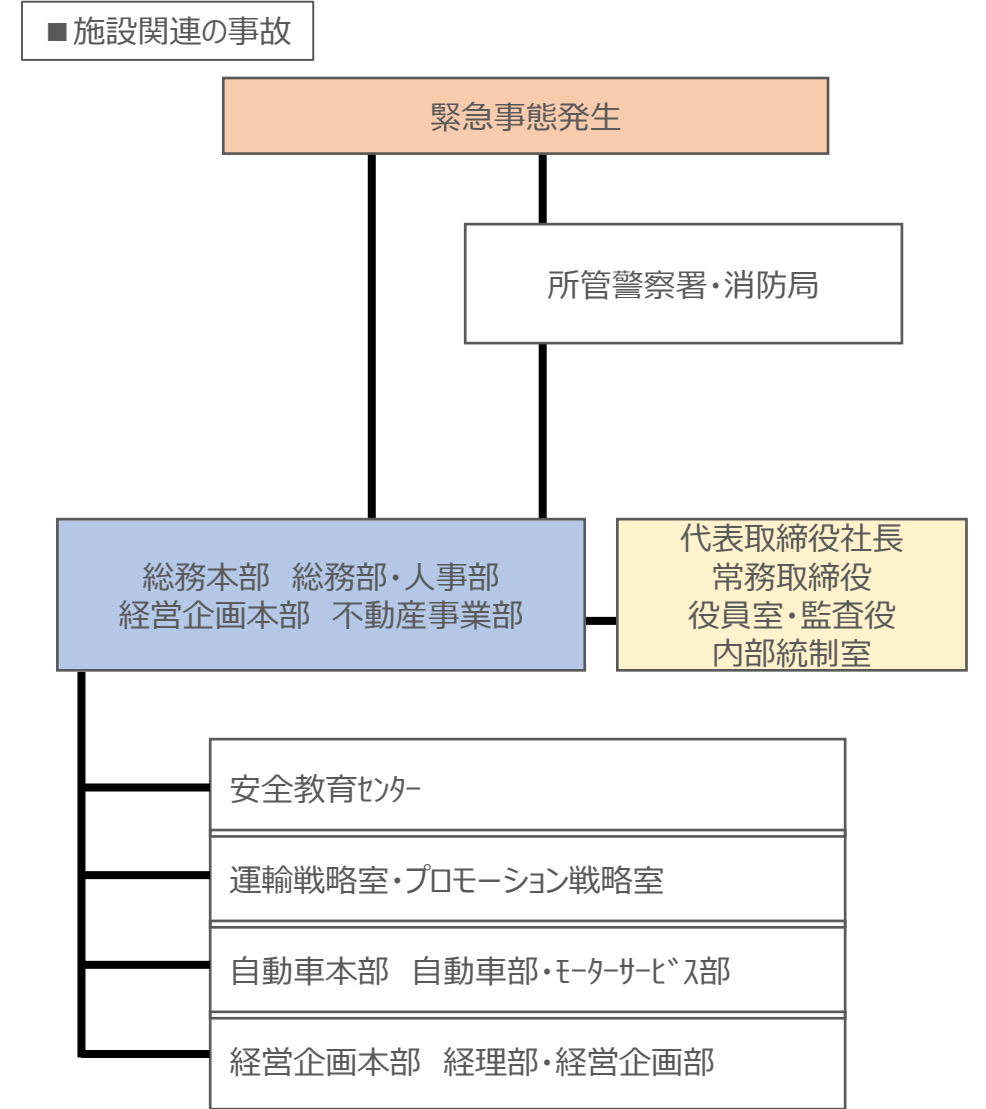 ■施設関連の事故
緊急事態発生
所管警察署・消防局
総務本部　総務部・人事部
経営企画本部　不動産事業部
代表取締役社長
常務取締役
役員室・監査役
内部統制室
安全教育ｾﾝﾀｰ
運輸戦略室・プロモーション戦略室
自動車本部　自動車部・ﾓｰﾀｰｻｰﾋﾞｽ部
経営企画本部　経理部・経営企画部